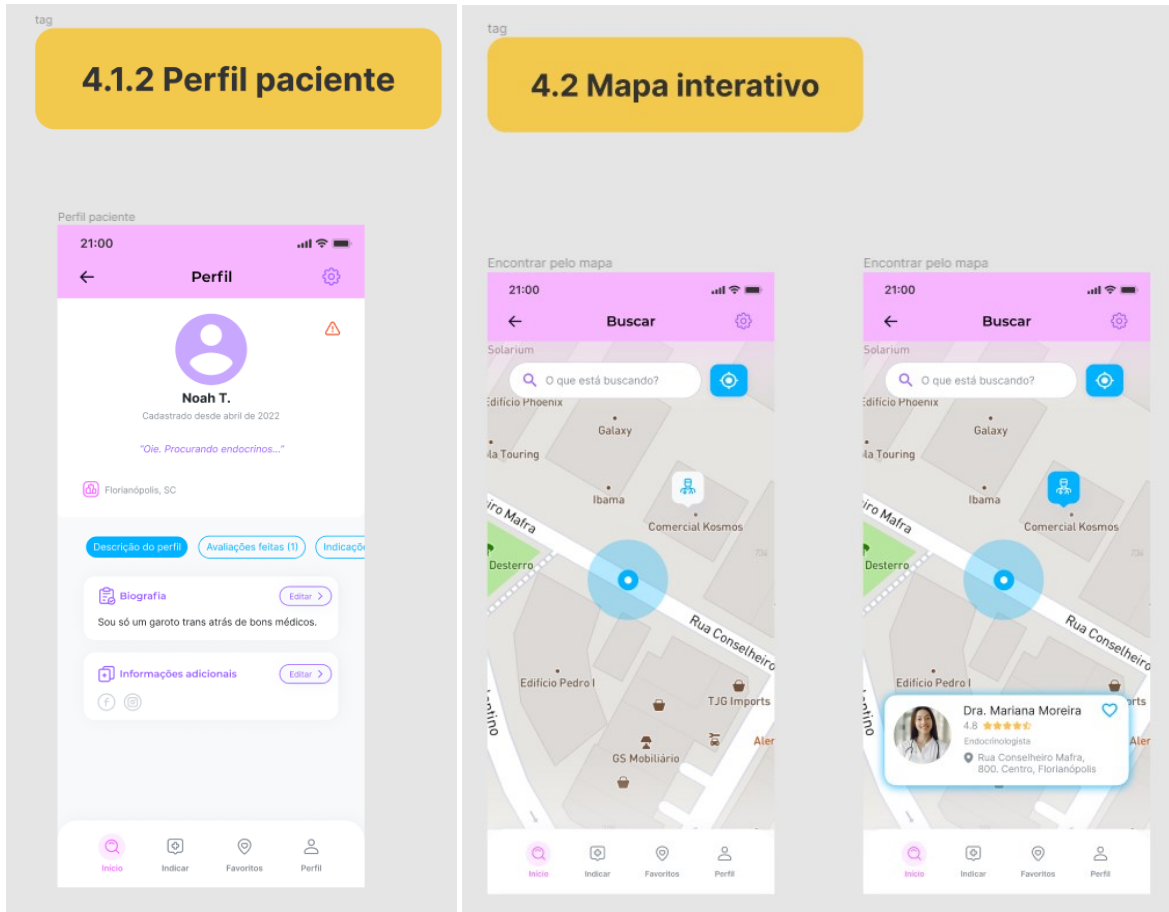 tag
4.1.2 Perfil paciente
Perfil paciente
21:00
Perfil
Noah T.
Cadastrado desde abril de 2022
"Oie. Procurando endocrinos..."
Florianópolis, SC
Descrição do perfil
Avaliações feitas (1)
Indicaçõ
Biografia
Editar >
Sou só um garoto trans atrás de bons médicos.
Informações adicionais
Editar >
Início
Indicar
Favoritos
Perfil
tag
4.2 Mapa interativo
Encontrar pelo mapa
21:00
Buscar
Solarium
O que está buscando?
Edifício Phoenix
Galaxy
la Touring
Ibama
iro Mafra
Comercial Kosmos
734
Desterro
Rua Conselheiro
Edifício Pedro I
TJG Imports
antino
Aler
GS Mobiliário
Início
Indicar
Favoritos
Perfil
Encontrar pelo mapa
21:00
Buscar
Solarium
O que está buscando?
Edifício Phoenix
Galaxy
la Touring
Ibama
iro Mafra
Comercial Kosmos
734
Desterro
Rua Conselheiro
Edifício Pedro I
orts
antino
Aler
Dra. Mariana Moreira
4.8
Endocrinologista
Rua Conselheiro Mafra,
800. Centro, Florianópolis
Início
Indicar
Favoritos
Perfil